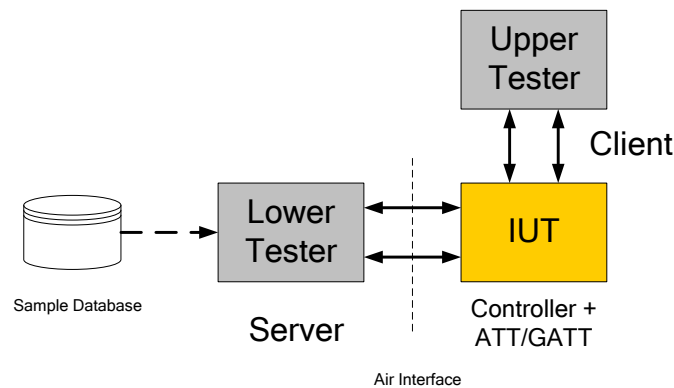 Upper
Tester
Client
Lower
Tester
IUT
Sample Database
Server
Controller +
ATT/GATT
Air Interface